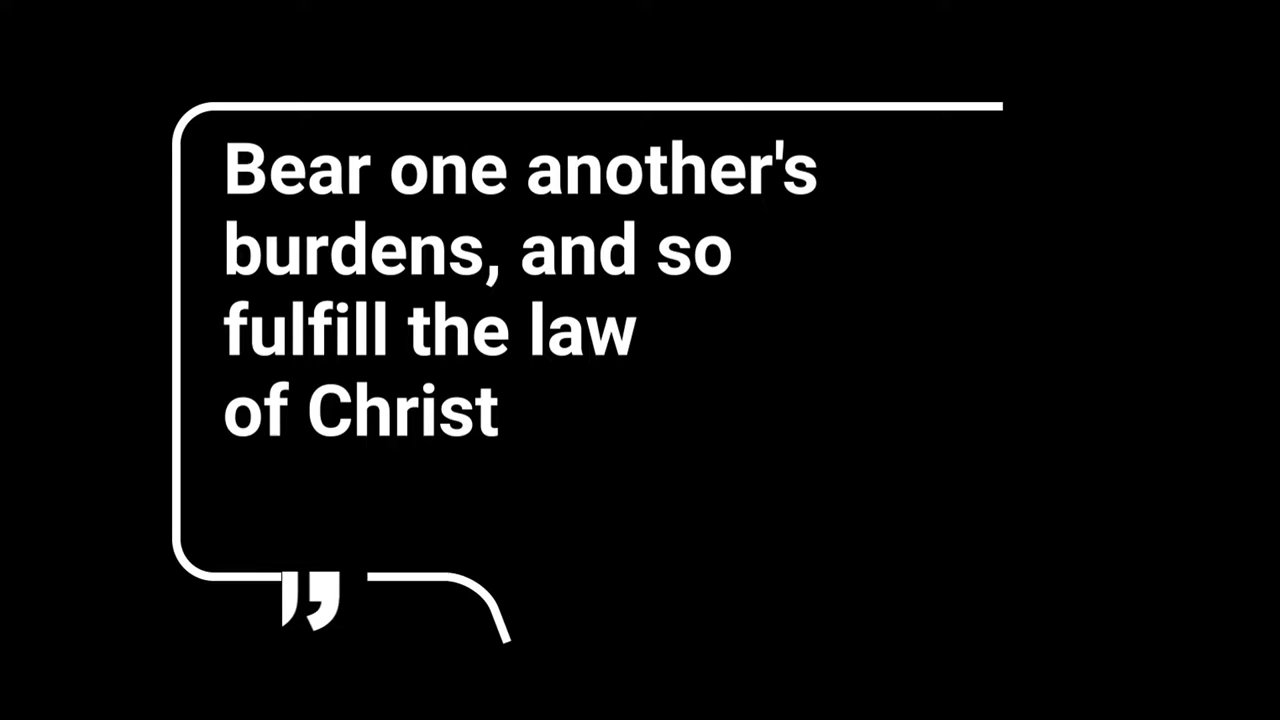 Bear one another's
burdens, and so
fulfill the law
of Christ